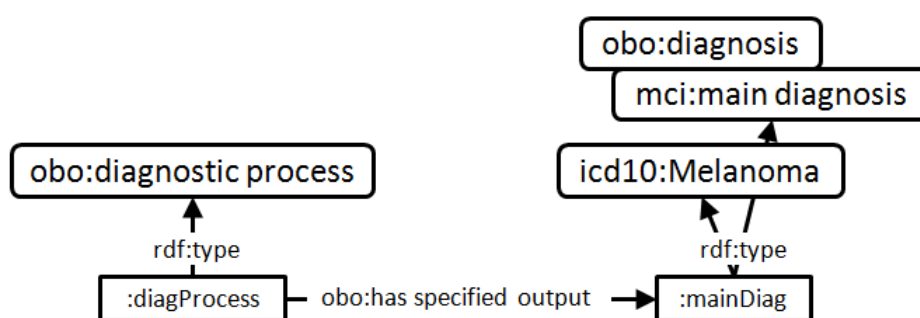 obo:diagnosis
mci:main diagnosis
obo:diagnostic process
icd10:Melanoma
rdf:type
rdf:type
:diagProcess
obo:has specified output
:mainDiag